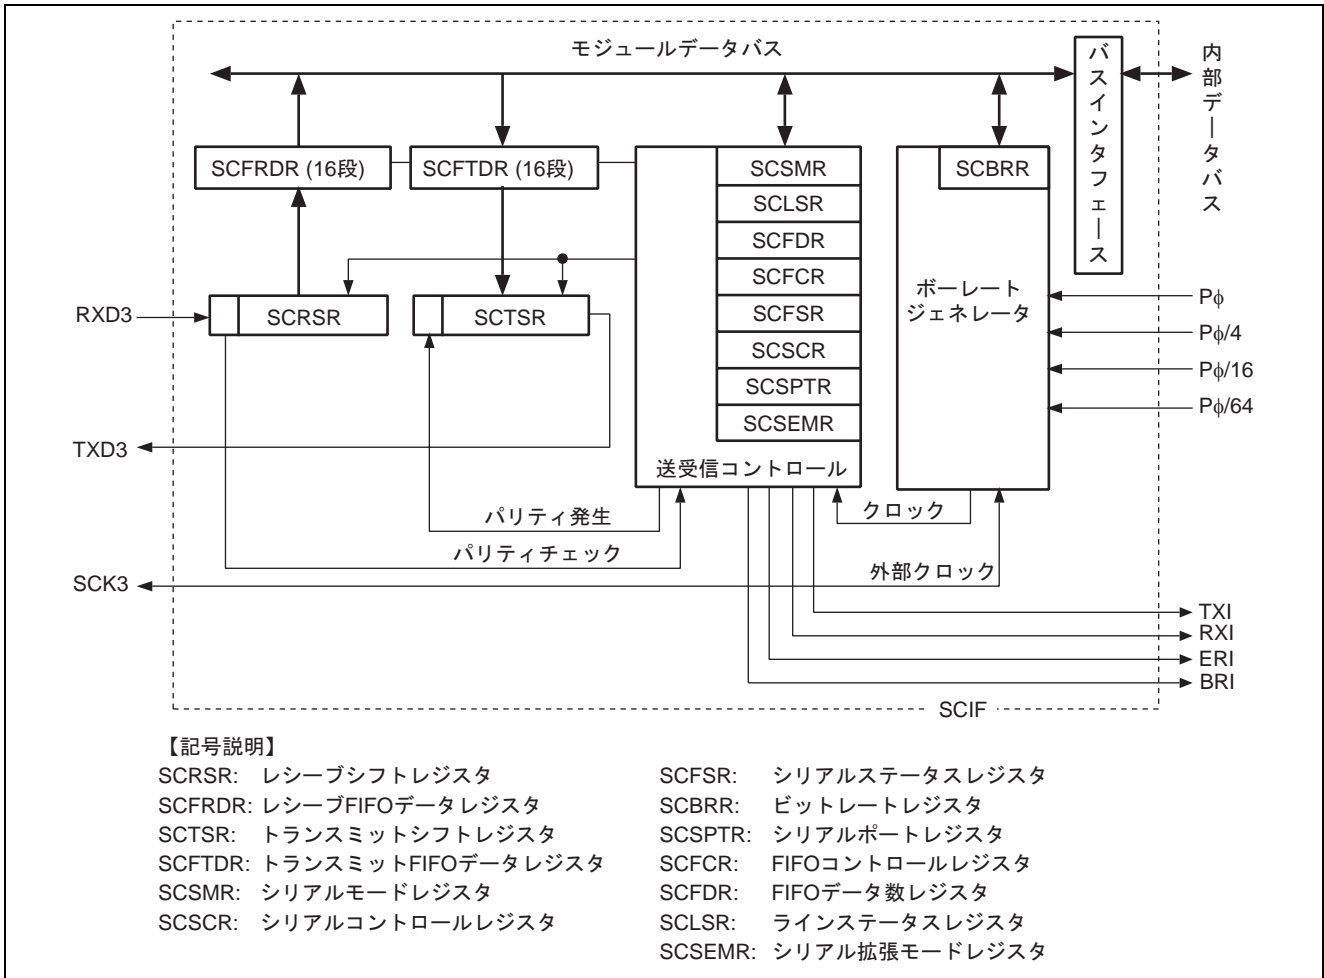 モジュールデータバス
バスインタフェース
内部データバス
SCFRDR (16段)
SCFTDR (16段)
SCSMR
SCBRR
SCLSR
SCFDR
SCFCR
SCFSR
SCSCR
SCSPTR
SCSEMR
送受信コントロール
ボーレート
ジェネレータ
Pφ
Pφ/4
Pφ/16
Pφ/64
RXD3
SCRSR
SCTSR
TXD3
パリティ発生
クロック
パリティチェック
SCK3
外部クロック
TXI
RXI
ERI
BRI
SCIF
【記号説明】
SCRSR: レシーブシフトレジスタ
SCFRDR: レシーブFIFOデータレジスタ
SCTSR: トランスミットシフトレジスタ
SCFTDR: トランスミットFIFOデータレジスタ
SCSMR: シリアルモードレジスタ
SCSCR: シリアルコントロールレジスタ
SCFSR: シリアルステータスレジスタ
SCBRR: ビットレートレジスタ
SCSPTR: シリアルポートレジスタ
SCFCR: FIFOコントロールレジスタ
SCFDR: FIFOデータ数レジスタ
SCLSR: ラインステータスレジスタ
SCSEMR: シリアル拡張モードレジスタ